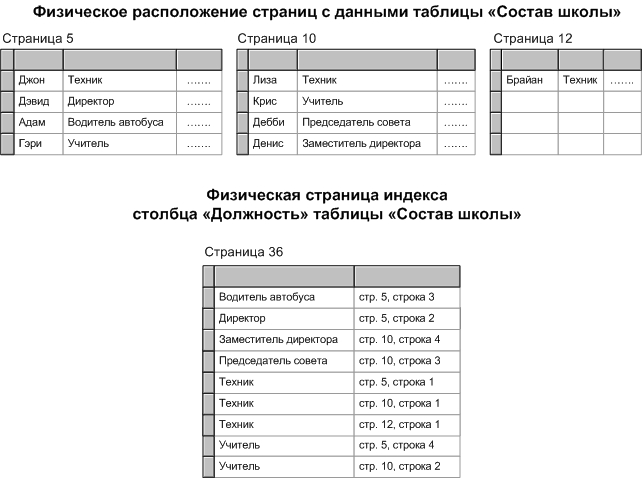 Физическое расположение страниц с данными таблицы «Состав школы»
Страница 5
Джон Техник .......
Дэвид Директор .......
Адам Водитель автобуса .......
Гэри Учитель .......
Страница 10
Лиза Техник .......
Крис Учитель .......
Дебби Председатель совета .......
Денис Заместитель директора .......
Страница 12
Брайан Техник .......
Физическая страница индекса
столбца «Должность» таблицы «Состав школы»
Страница 36
Водитель автобуса стр. 5, строка 3
Директор стр. 5, строка 2
Заместитель директора стр. 10, строка 4
Председатель совета стр. 10, строка 3
Техник стр. 5, строка 1
Техник стр. 10, строка 1
Техник стр. 12, строка 1
Учитель стр. 5, строка 4
Учитель стр. 10, строка 2